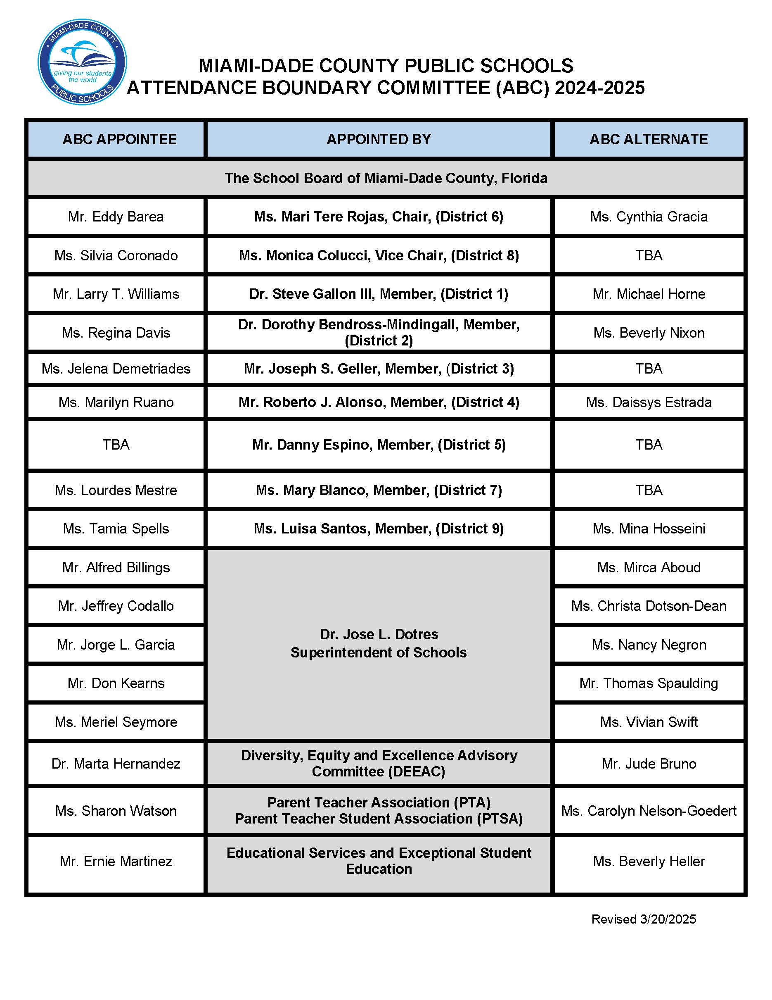 MIAMI-DADE COUNTY
giving our students
the world
PUBLIC SCHOOLS
MIAMI-DADE COUNTY PUBLIC SCHOOLS
ATTENDANCE BOUNDARY COMMITTEE (ABC) 2024-2025
ABC APPOINTEE APPOINTED BY ABC ALTERNATE
The School Board of Miami-Dade County, Florida
Mr. Eddy Barea Ms. Mari Tere Rojas, Chair, (District 6) Ms. Cynthia Gracia
Ms. Silvia Coronado Ms. Monica Colucci, Vice Chair, (District 8) TBA
Mr. Larry T. Williams Dr. Steve Gallon III, Member, (District 1) Mr. Michael Horne
Ms. Regina Davis Dr. Dorothy Bendross-Mindingall, Member,
(District 2) Ms. Beverly Nixon
Ms. Jelena Demetriades Mr. Joseph S. Geller, Member, (District 3) TBA
Ms. Marilyn Ruano Mr. Roberto J. Alonso, Member, (District 4) Ms. Daissys Estrada
TBA Mr. Danny Espino, Member, (District 5) TBA
Ms. Lourdes Mestre Ms. Mary Blanco, Member, (District 7) TBA
Ms. Tamia Spells Ms. Luisa Santos, Member, (District 9) Ms. Mina Hosseini
Mr. Alfred Billings Ms. Mirca Aboud
Mr. Jeffrey Codallo Ms. Christa Dotson-Dean
Dr. Jose L. Dotres
Superintendent of Schools
Mr. Jorge L. Garcia Ms. Nancy Negron
Mr. Don Kearns Mr. Thomas Spaulding
Ms. Meriel Seymore Ms. Vivian Swift
Dr. Marta Hernandez Diversity, Equity and Excellence Advisory
Committee (DEEAC) Mr. Jude Bruno
Ms. Sharon Watson Parent Teacher Association (PTA)
Parent Teacher Student Association (PTSA) Ms. Carolyn Nelson-Goedert
Mr. Ernie Martinez Educational Services and Exceptional Student
Education Ms. Beverly Heller
Revised 3/20/2025